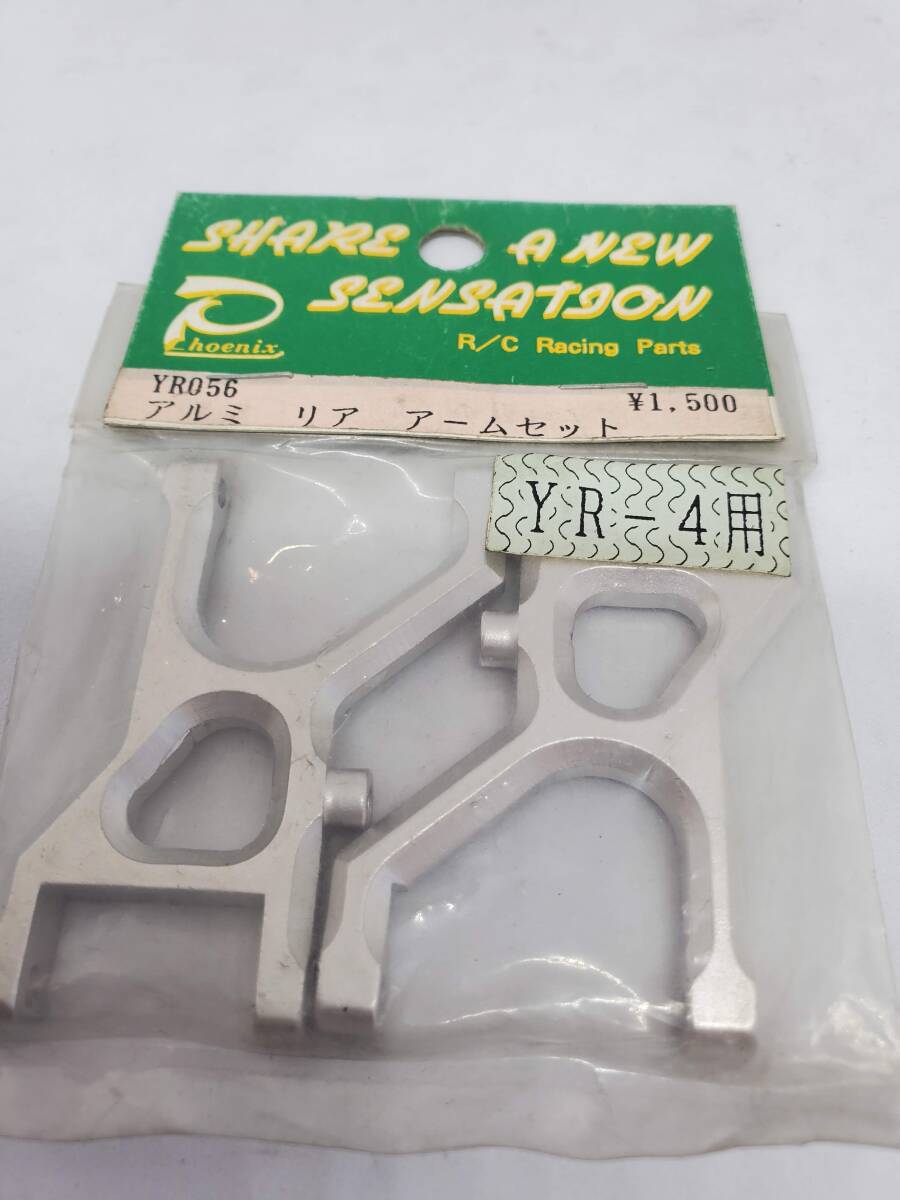 SHARE A NEW
SENSATION
Phoenix
R/C Racing Parts
YR056
¥1,500
アルミ リア アームセット
YR-4用